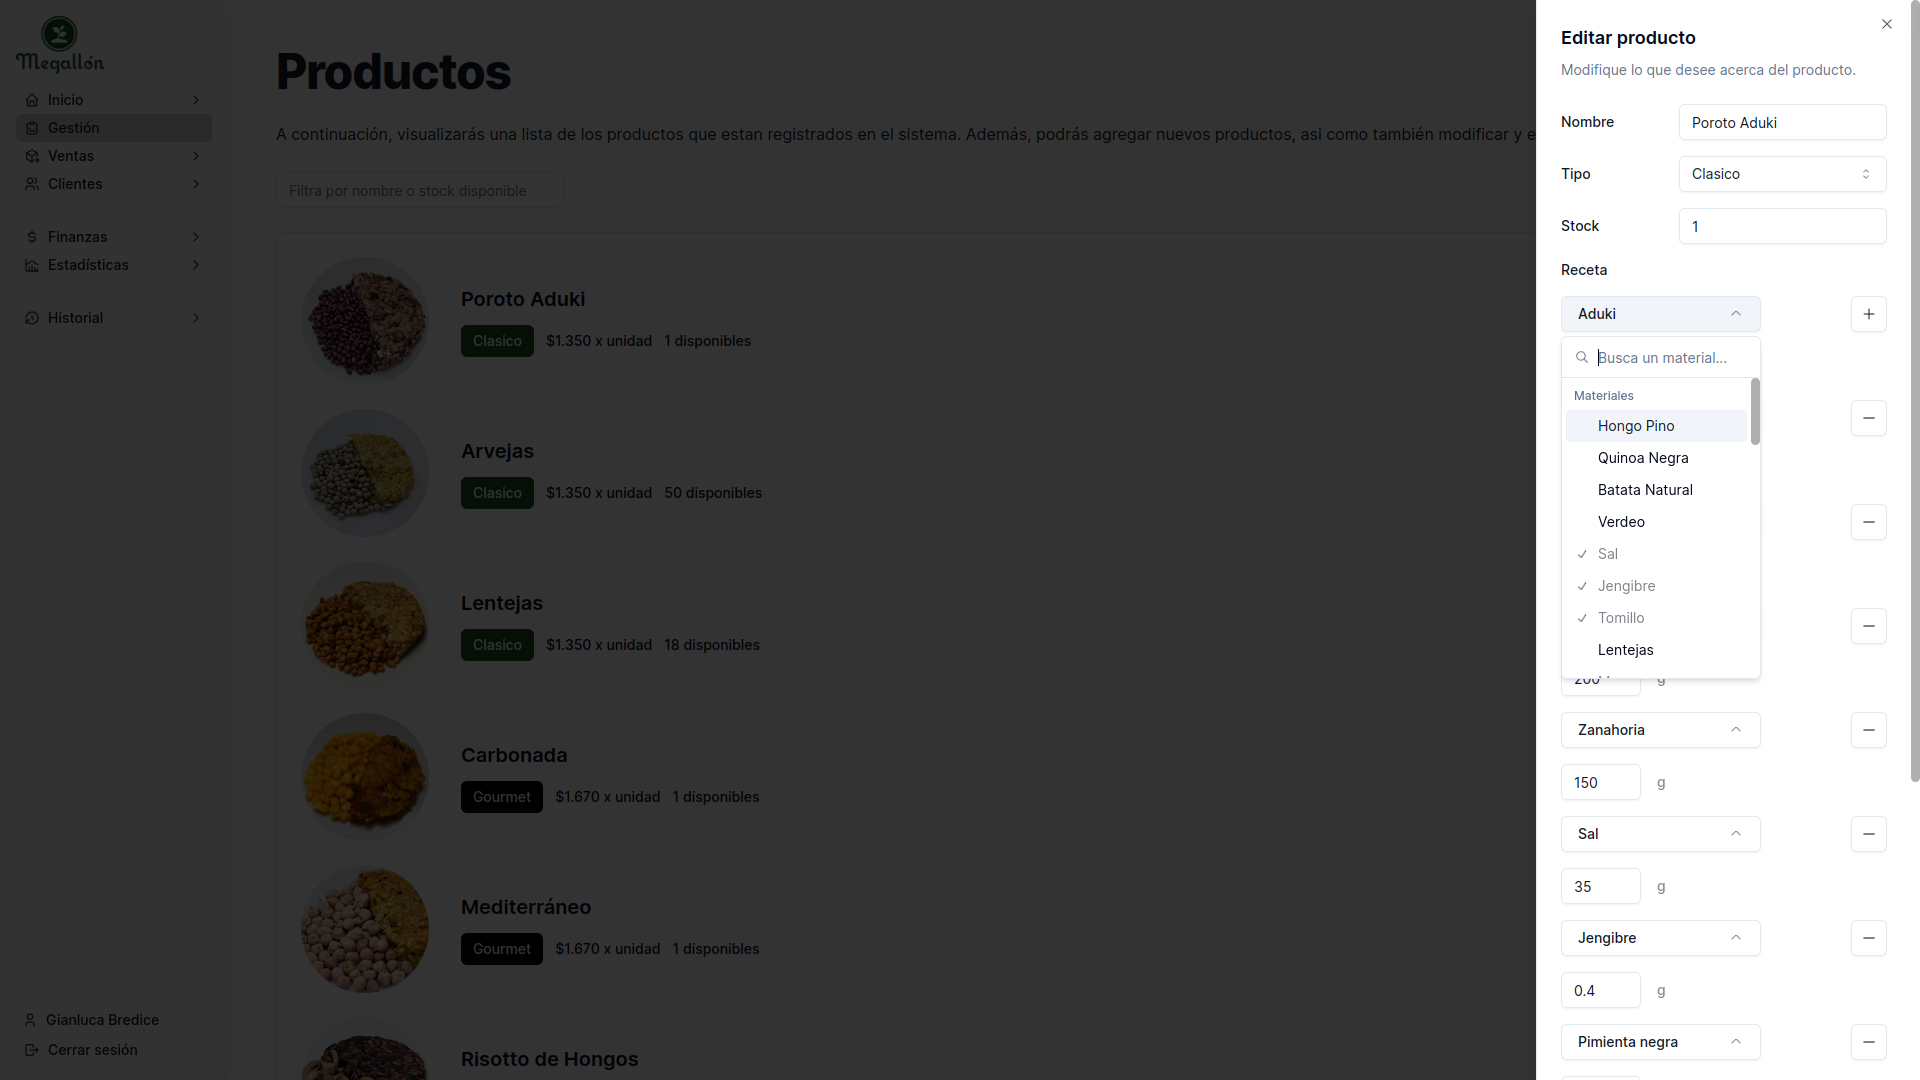 Megallón
Inicio
Gestión
Ventas
Clientes
Finanzas
Estadísticas
Historial
Gianluca Bredice
Cerrar sesión
Productos
A continuación, visualizarás una lista de los productos que estan registrados en el sistema. Además, podrás agregar nuevos productos, asi como también modificar y e
Filtra por nombre o stock disponible
Poroto Aduki
Clasico $1.350 x unidad 1 disponibles
Arvejas
Clasico $1.350 x unidad 50 disponibles
Lentejas
Clasico $1.350 x unidad 18 disponibles
Carbonada
Gourmet $1.670 x unidad 1 disponibles
Mediterráneo
Gourmet $1.670 x unidad 1 disponibles
Risotto de Hongos
Editar producto
Modifique lo que desee acerca del producto.
Nombre Poroto Aduki
Tipo Clasico
Stock 1
Receta
Aduki
Busca un material...
Materiales
Hongo Pino
Quinoa Negra
Batata Natural
Verdeo
Sal
Jengibre
Tomillo
Lentejas
200 g
Zanahoria
150 g
Sal
35 g
Jengibre
0.4 g
Pimienta negra